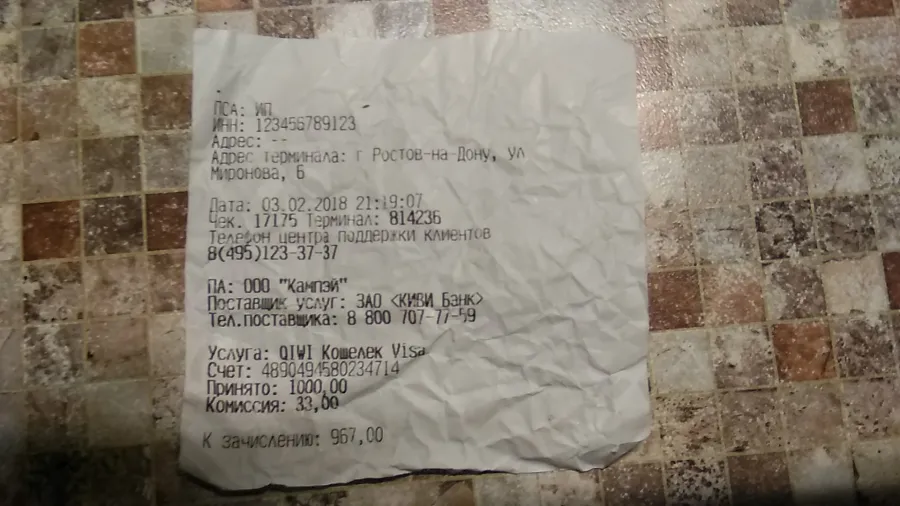 ПСА: ИП
ИНН: 123456789123
Адрес: --
Адрес терминала: г Ростов-на-Дону, ул
Миронова, 6
Дата: 03.02.2018 21:19:07
Чек. 17175 Терминал: 814236
Телефон центра поддержки клиентов
8(495)123-37-37
ПА: ООО "Кампэй"
Поставщик услуг: ЗАО <КИВИ Банк>
Тел.поставщика: 8 800 707-77-59
Услуга: QIWI Кошелек Visa
Счет: 4890494580234714
Принято: 1000,00
Комиссия: 33,00
К зачислению: 967,00